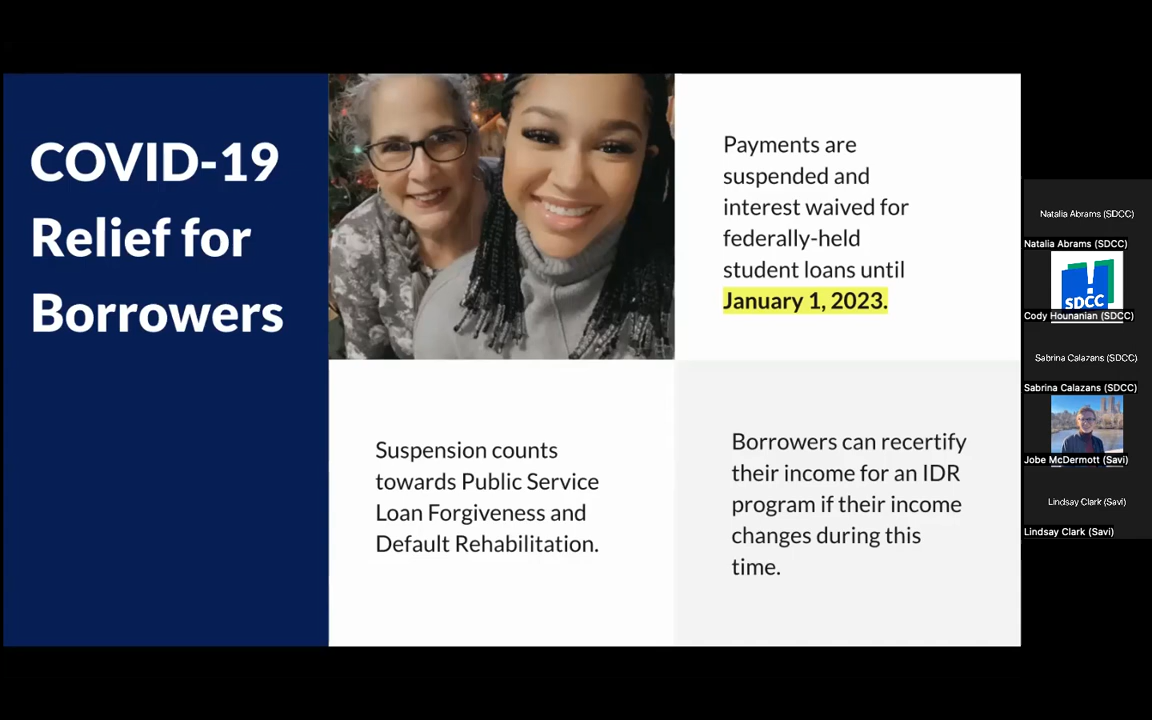 COVID-19
Relief for
Borrowers
Payments are
suspended and
interest waived for
federally-held
student loans until
January 1, 2023.
Suspension counts
towards Public Service
Loan Forgiveness and
Default Rehabilitation.
Borrowers can recertify
their income for an IDR
program if their income
changes during this
time.
Natalia Abrams (SDCC)
Natalia Abrams (SDCC)
SDCC
Cody Hounanian (SDCC)
Sabrina Calazans (SDCC)
Sabrina Calazans (SDCC)
Jobe McDermott (Savi)
Lindsay Clark (Savi)
Lindsay Clark (Savi)